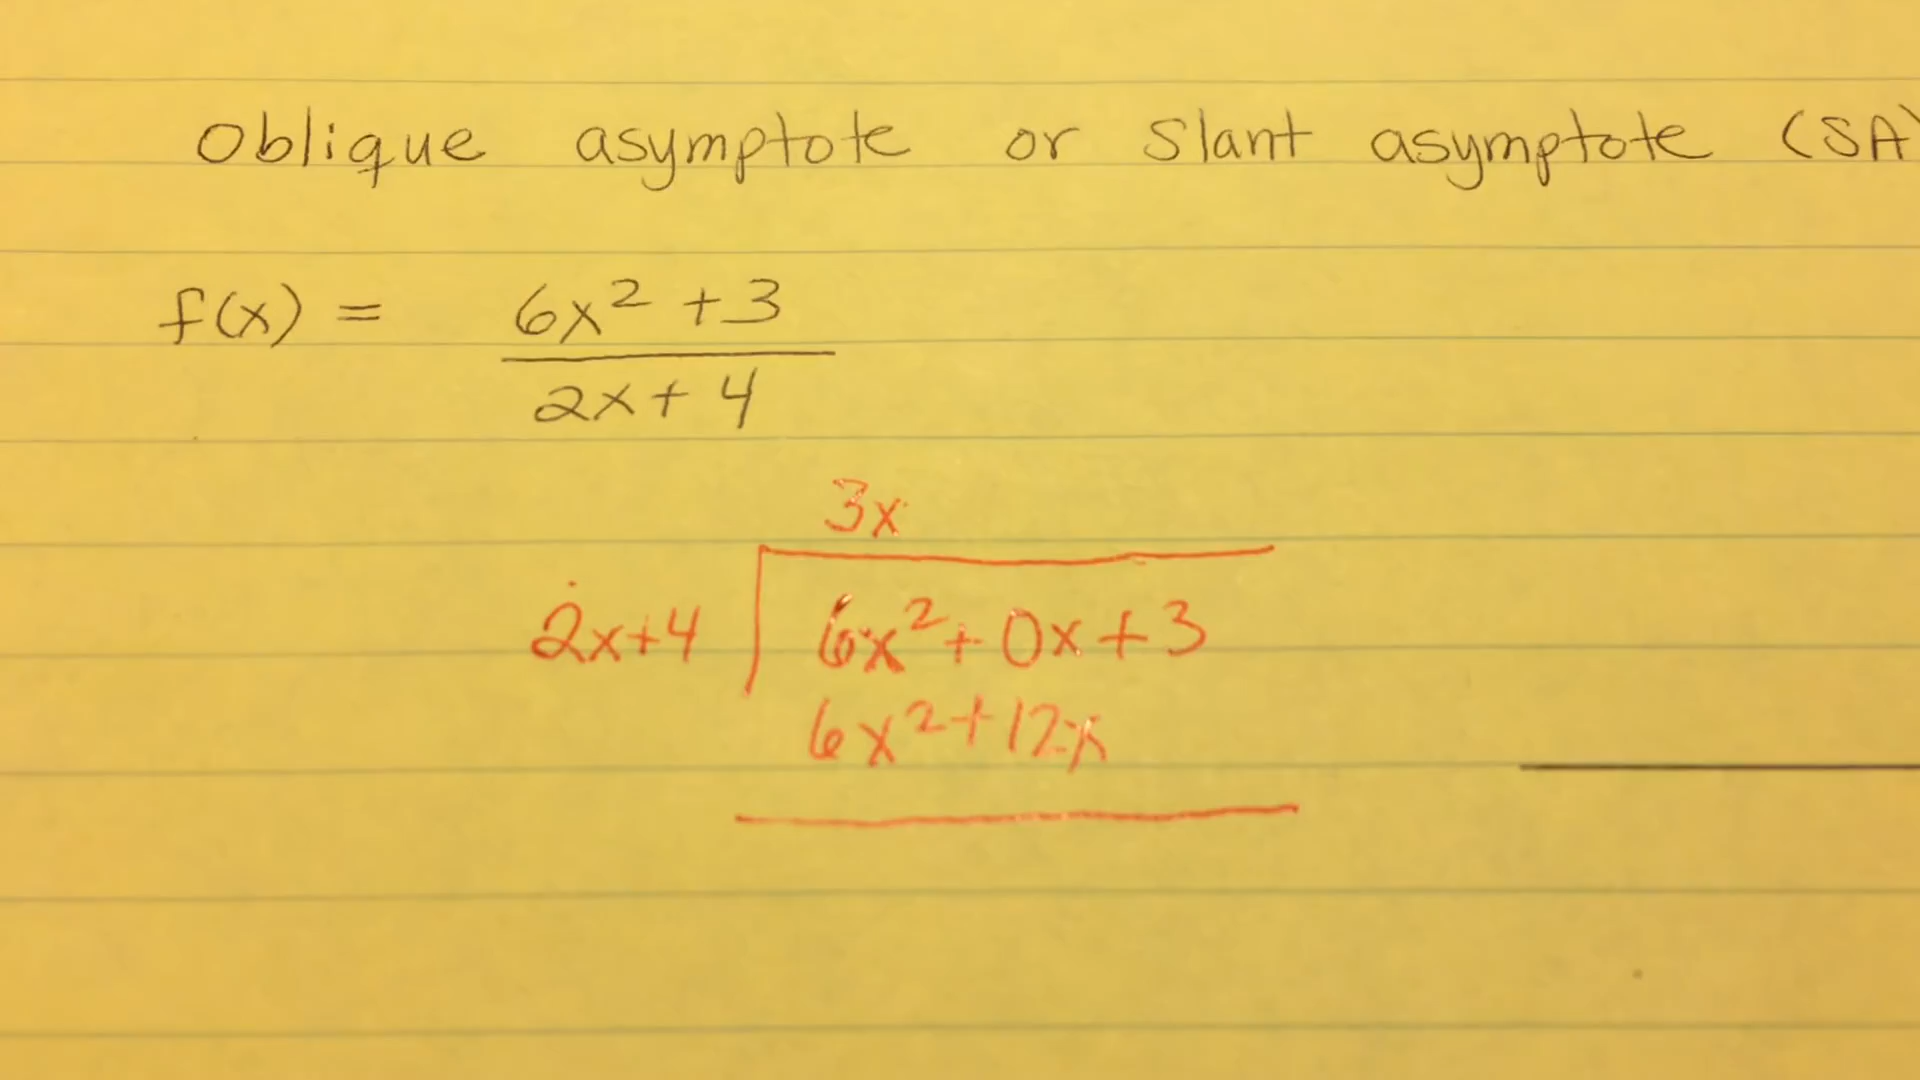 Oblique asymptote or Slant asymptote (SA)
f(x) = 6x² + 3
2x + 4
3x
2x+4 6x² + 0x + 3
6x² + 12x